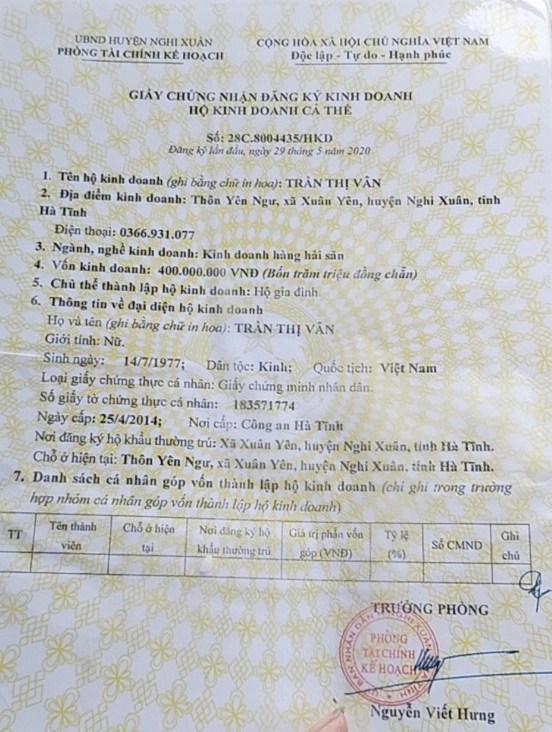 UBND HUYỆN NGHI XUÂN
PHÒNG TÀI CHÍNH KẾ HOẠCH
CỘNG HÒA XÃ HỘI CHỦ NGHĨA VIỆT NAM
Độc lập - Tự do - Hạnh phúc
GIẤY CHỨNG NHẬN ĐĂNG KÝ KINH DOANH
HỘ KINH DOANH CÁ THỂ
Số: 28C.8004435/HKD
Đăng ký lần đầu, ngày 29 tháng 5 năm 2020
1. Tên hộ kinh doanh (ghi bằng chữ in hoa): TRẦN THỊ VÂN
2. Địa điểm kinh doanh: Thôn Yên Ngư, xã Xuân Yên, huyện Nghi Xuân, tỉnh
Hà Tĩnh
Điện thoại: 0366.931.077
3. Ngành, nghề kinh doanh: Kinh doanh hàng hải sản
4. Vốn kinh doanh: 400.000.000 VNĐ (Bốn trăm triệu đồng chẵn)
5. Chủ thể thành lập hộ kinh doanh: Hộ gia đình
6. Thông tin về đại diện hộ kinh doanh
Họ và tên (ghi bằng chữ in hoa): TRẦN THỊ VÂN
Giới tính: Nữ.
Sinh ngày: 14/7/1977; Dân tộc: Kinh; Quốc tịch: Việt Nam
Loại giấy chứng thực cá nhân: Giấy chứng minh nhân dân.
Số giấy tờ chứng thực cá nhân: 183571774
Ngày cấp: 25/4/2014; Nơi cấp: Công an Hà Tĩnh
Nơi đăng ký hộ khẩu thường trú: Xã Xuân Yên, huyện Nghi Xuân, tỉnh Hà Tĩnh.
Chỗ ở hiện tại: Thôn Yên Ngư, xã Xuân Yên, huyện Nghi Xuân, tỉnh Hà Tĩnh.
7. Danh sách cá nhân góp vốn thành lập hộ kinh doanh (chỉ ghi trong trường
hợp nhóm cá nhân góp vốn thành lập hộ kinh doanh)
TT
Tên thành
viên
Chỗ ở hiện
tại
Nơi đăng ký hộ
khẩu thường trú
Giá trị phần vốn
góp (VNĐ)
Tỷ lệ
(%)
Số CMND
Ghi
chú
TRƯỞNG PHÒNG
PHÒNG
TÀI CHÍNH
KẾ HOẠCH
Nguyễn Viết Hưng